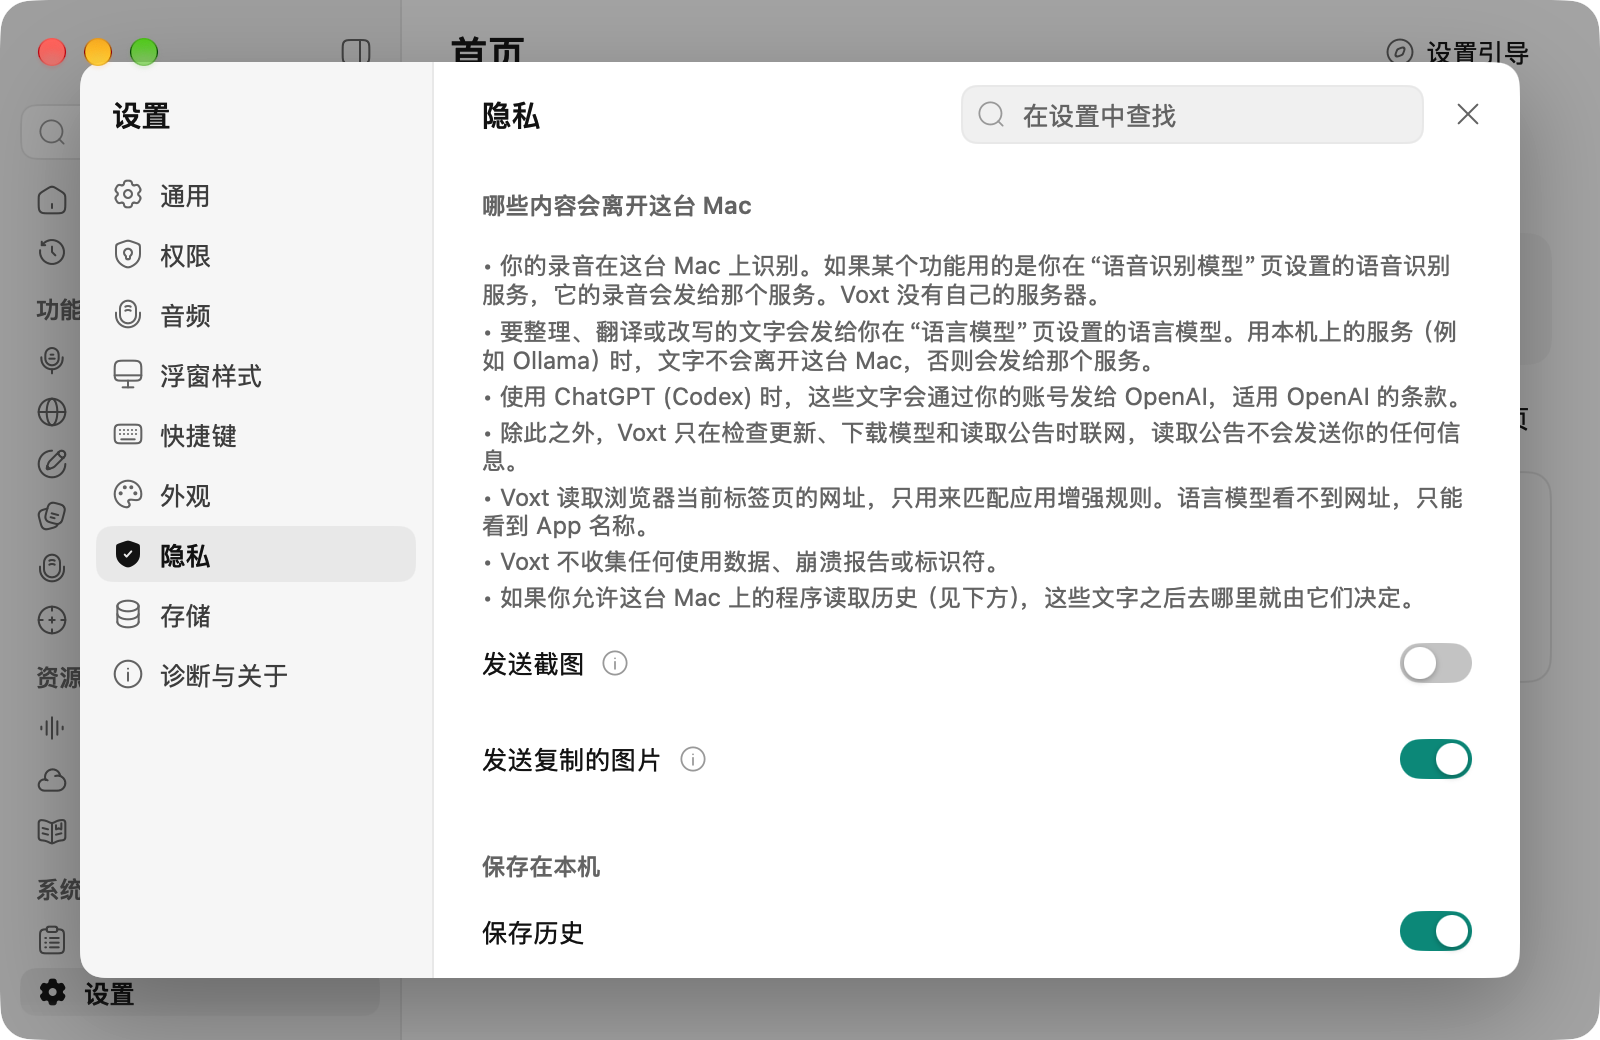 首页
设置引导
设置
隐私
在设置中查找
通用
权限
音频
浮窗样式
快捷键
外观
隐私
存储
诊断与关于
功能
资源
系统
设置
页
哪些内容会离开这台 Mac
• 你的录音在这台 Mac 上识别。如果某个功能用的是你在“语音识别模型”页设置的语音识别
服务，它的录音会发给那个服务。Voxt 没有自己的服务器。
• 要整理、翻译或改写的文字会发给你在“语言模型”页设置的语言模型。用本机上的服务（例
如 Ollama）时，文字不会离开这台 Mac，否则会发给那个服务。
• 使用 ChatGPT (Codex) 时，这些文字会通过你的账号发给 OpenAI，适用 OpenAI 的条款。
• 除此之外，Voxt 只在检查更新、下载模型和读取公告时联网，读取公告不会发送你的任何信
息。
• Voxt 读取浏览器当前标签页的网址，只用来匹配应用增强规则。语言模型看不到网址，只能
看到 App 名称。
• Voxt 不收集任何使用数据、崩溃报告或标识符。
• 如果你允许这台 Mac 上的程序读取历史（见下方），这些文字之后去哪里就由它们决定。
发送截图
发送复制的图片
保存在本机
保存历史